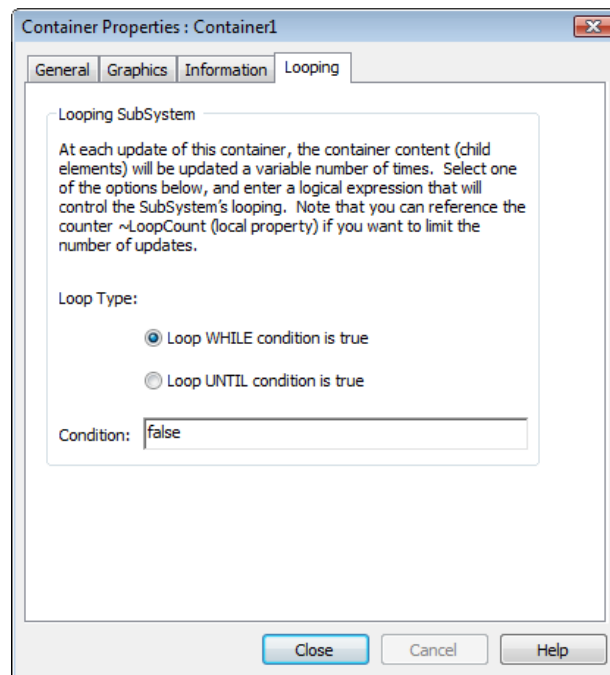 Container Properties : Container1
General Graphics Information Looping
Looping SubSystem
At each update of this container, the container content (child
elements) will be updated a variable number of times.  Select one
of the options below, and enter a logical expression that will
control the SubSystem's looping.  Note that you can reference the
counter ~LoopCount (local property) if you want to limit the
number of updates.
Loop Type:
Loop WHILE condition is true
Loop UNTIL condition is true
Condition: false
Close Cancel Help